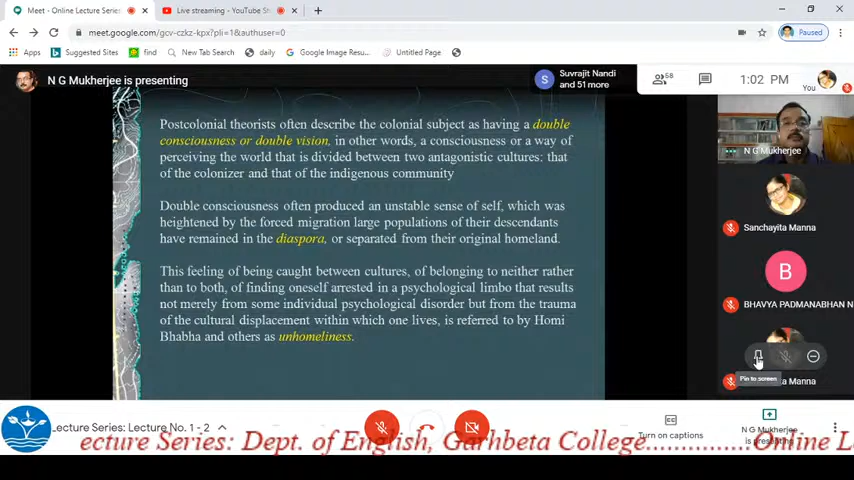 Meet - Online Lecture Series:
Live streaming - YouTube St
meet.google.com/gcv-czkz-kpx?pli=1&authuser=0
Paused
Apps
Suggested Sites
find
New Tab Search
daily
Google Image Resu...
Untitled Page
N G Mukherjee is presenting
S
Suvrajit Nandi
and 51 more
58
1:02 PM
You
Postcolonial theorists often describe the colonial subject as having a double
consciousness or double vision, in other words, a consciousness or a way of
perceiving the world that is divided between two antagonistic cultures: that
of the colonizer and that of the indigenous community
Double consciousness often produced an unstable sense of self, which was
heightened by the forced migration large populations of their descendants
have remained in the diaspora, or separated from their original homeland.
This feeling of being caught between cultures, of belonging to neither rather
than to both, of finding oneself arrested in a psychological limbo that results
not merely from some individual psychological disorder but from the trauma
of the cultural displacement within which one lives, is referred to by Homi
Bhabha and others as unhomeliness.
N G Mukherjee
Sanchayita Manna
B
BHAVYA PADMANABHAN N
Pin to screen
Manna
Lecture Series: Lecture No. 1 - 2
Turn on captions
N G Mukherjee
is presenting
ecture Series: Dept. of English, Garhbeta College..............Online L